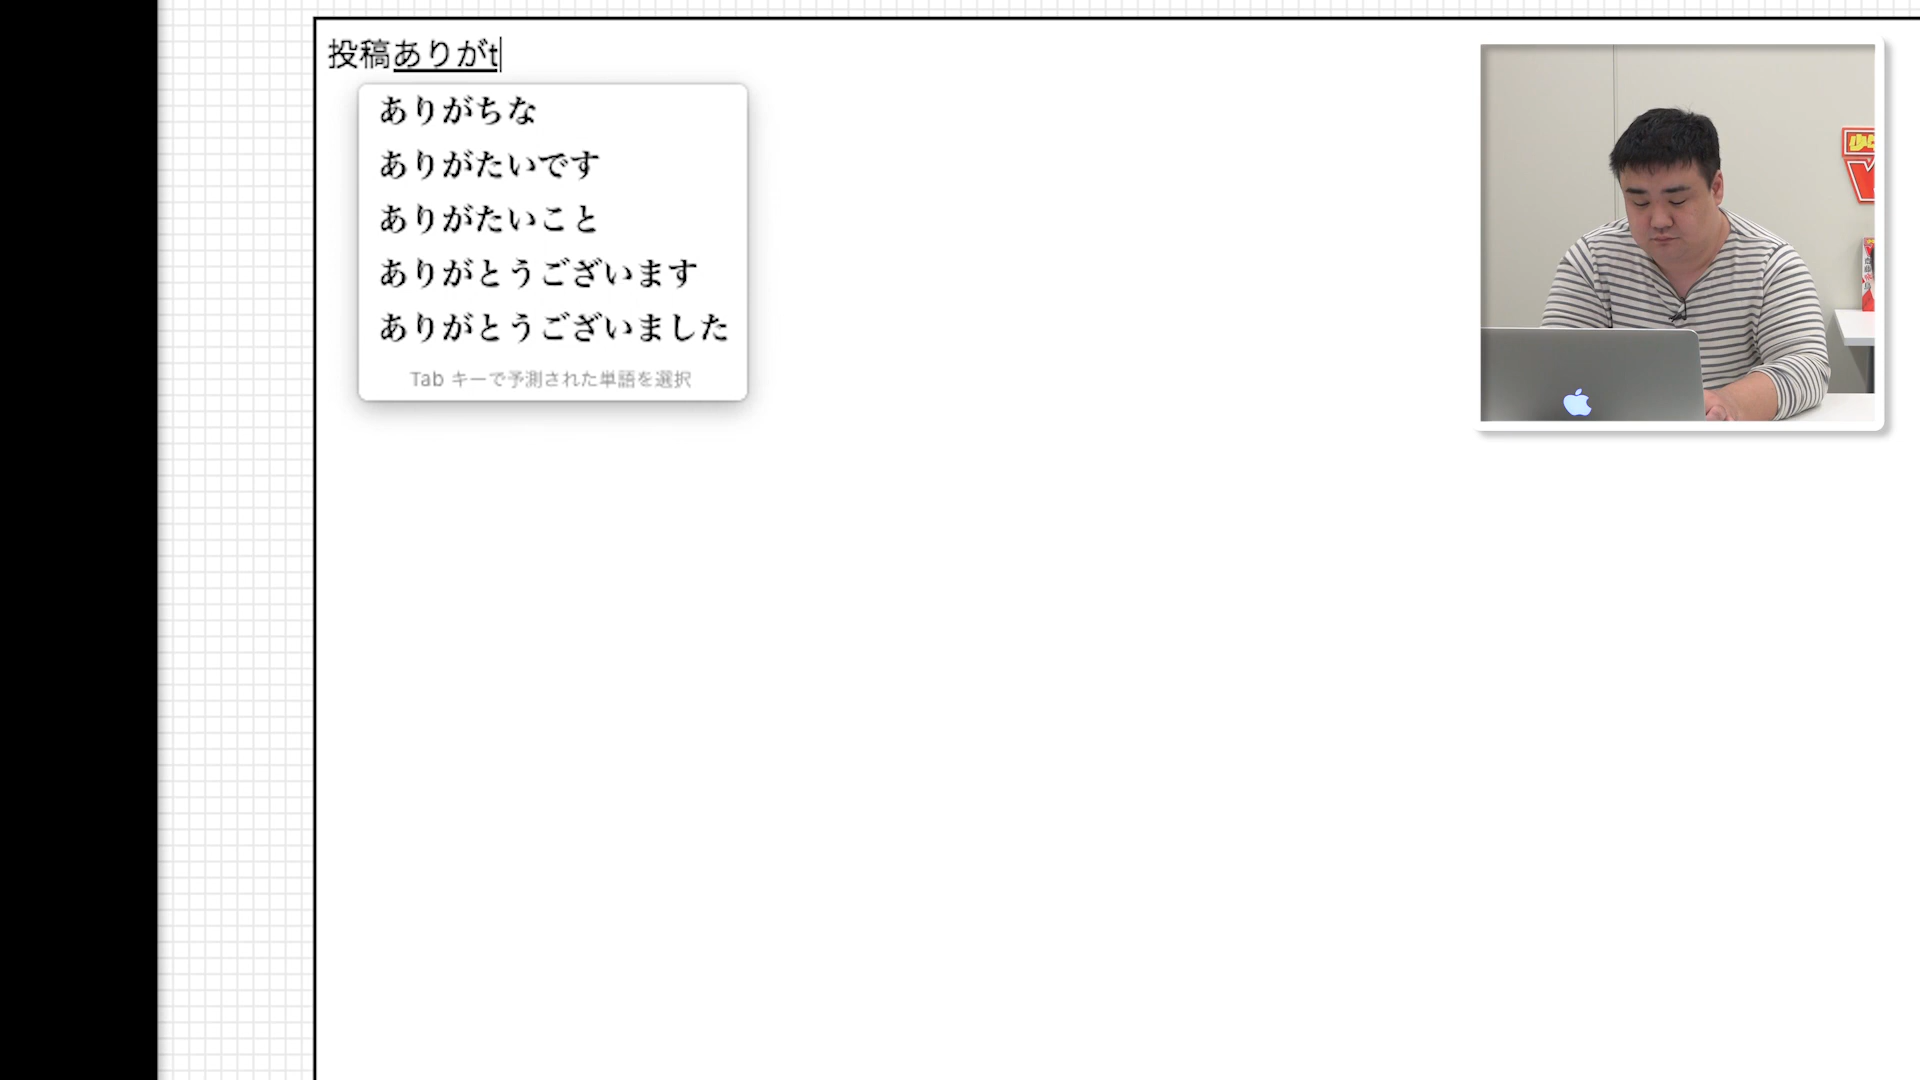 投稿ありがt
ありがちな
ありがたいです
ありがたいこと
ありがとうございます
ありがとうございました
Tab キーで予測された単語を選択